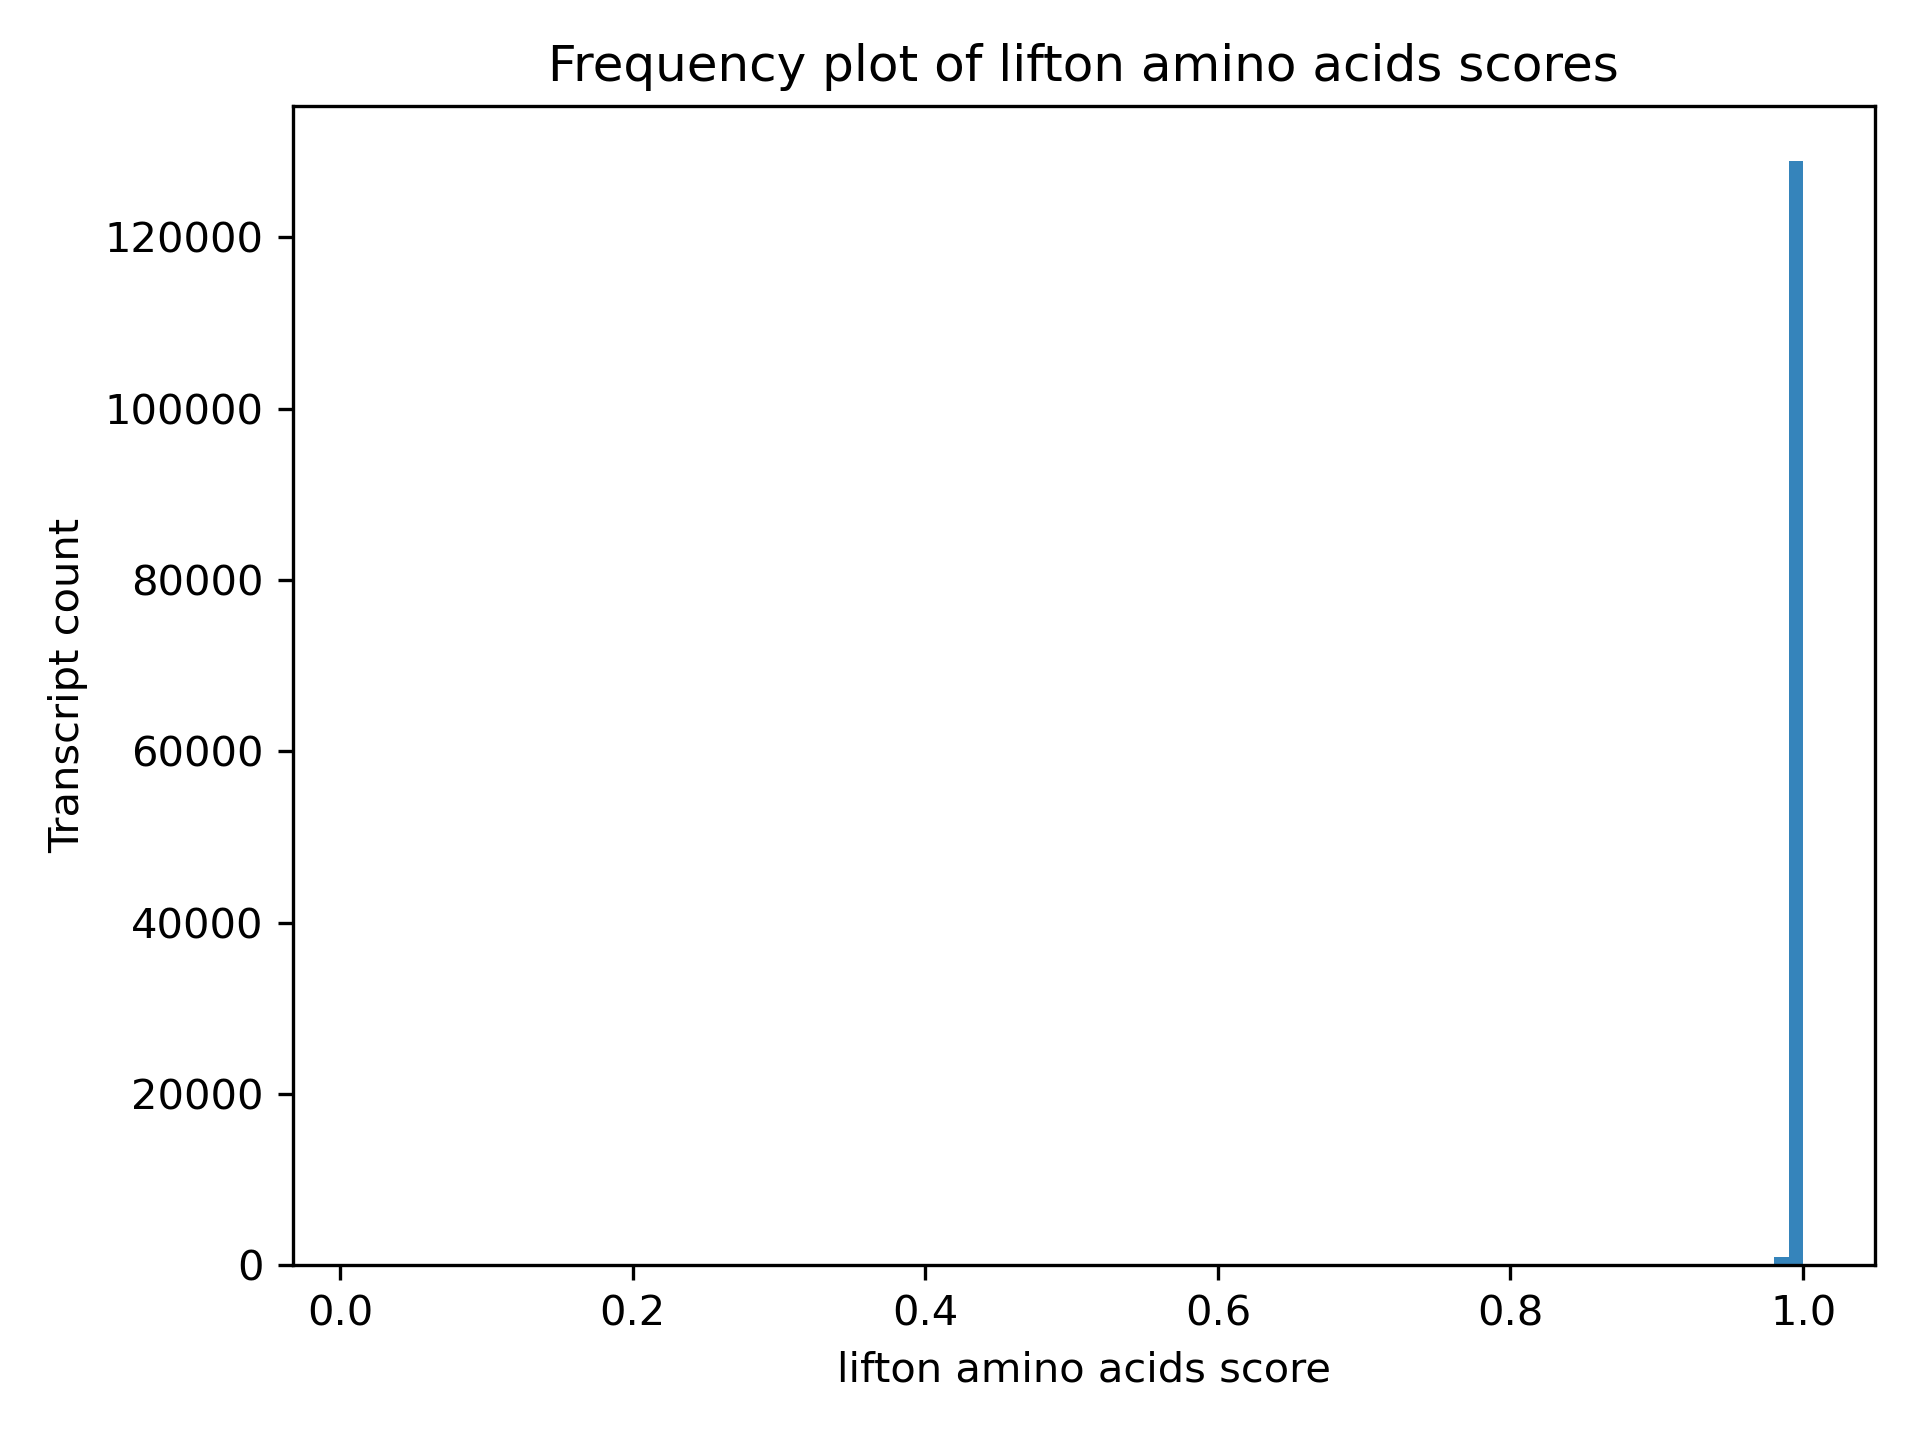 Frequency plot of lifton amino acids scores
120000
100000
80000
60000
40000
20000
0
Transcript count
0.0 0.2 0.4 0.6 0.8 1.0
lifton amino acids score